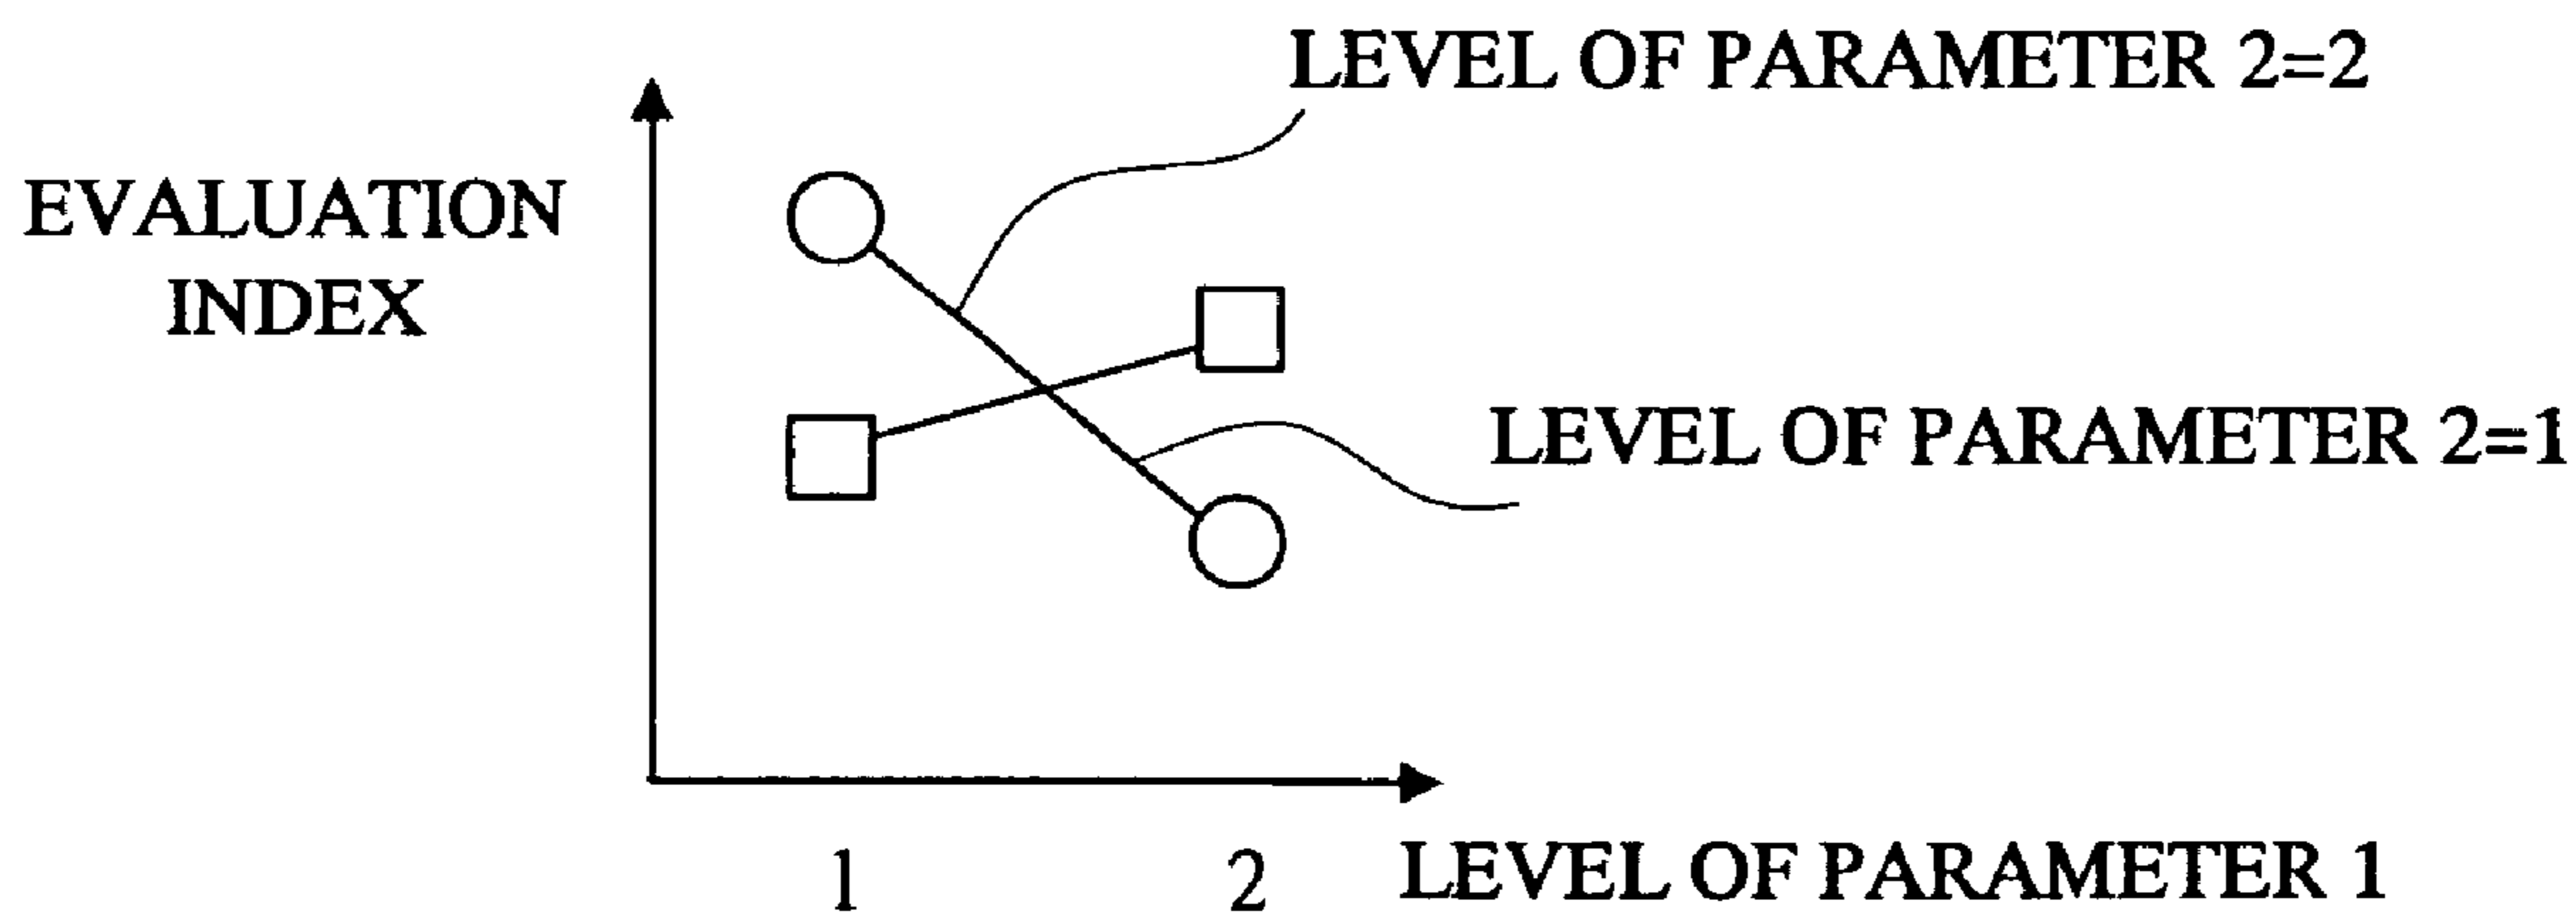 LEVEL OF PARAMETER 2=2
EVALUATION
INDEX
LEVEL OF PARAMETER 2=1
1
2
LEVEL OF PARAMETER 1